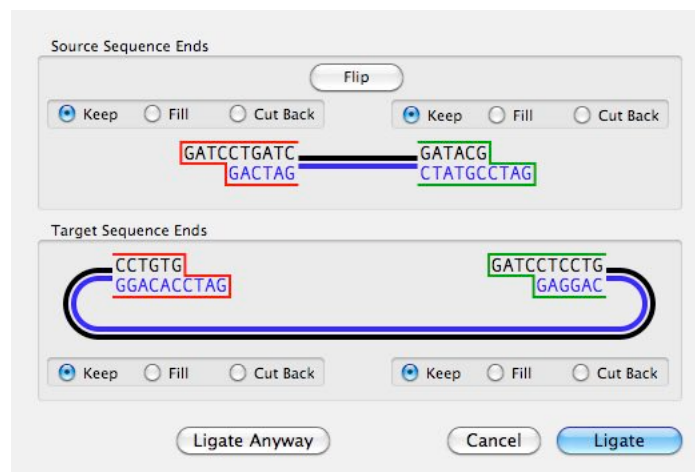 Source Sequence Ends
Flip
Keep Fill Cut Back Keep Fill Cut Back
GATCCTGATC GATACG
GACTAG CTATGCCTAG
Target Sequence Ends
CCTGTG GATCCTCCTG
GGACACCTAG GAGGAC
Keep Fill Cut Back Keep Fill Cut Back
Ligate Anyway Cancel Ligate